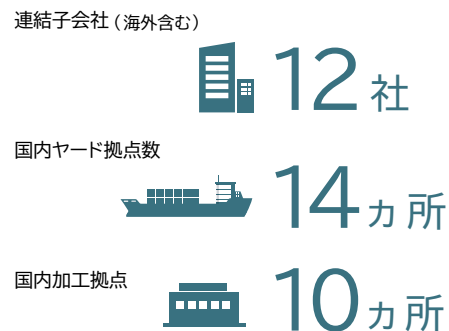 連結子会社（海外含む）
12社
国内ヤード拠点数
14カ所
国内加工拠点
10カ所